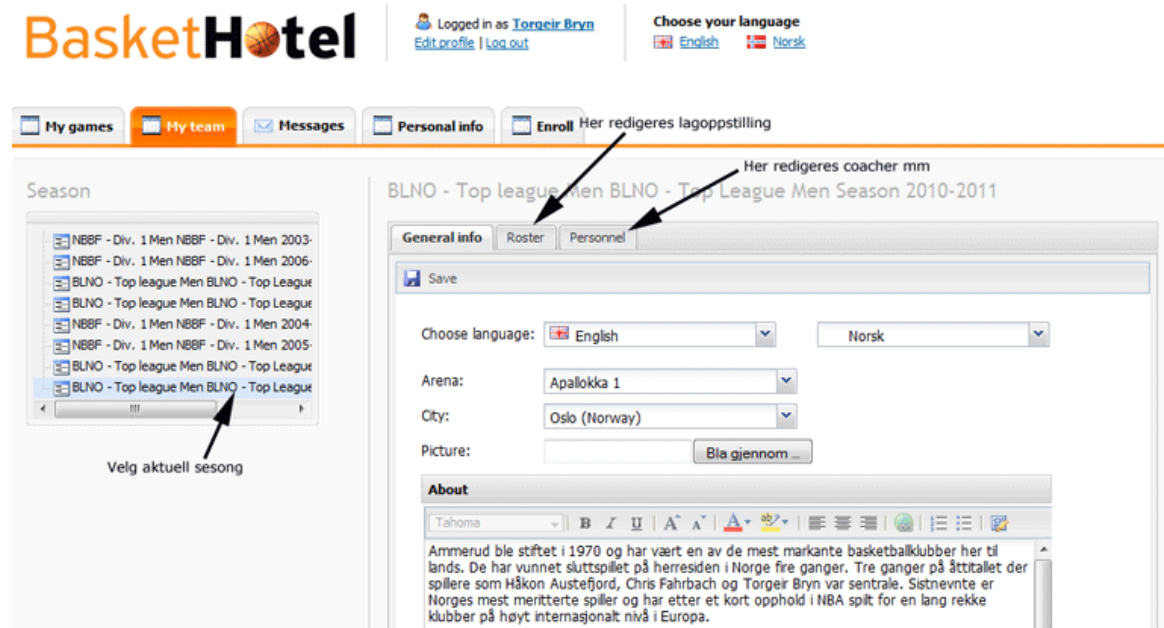 BasketHotel
Logged in as Torgeir Bryn
Edit profile | Log out
Choose your language
English Norsk
My games
My team
Messages
Personal info
Enroll
Her redigeres lagoppstilling
Her redigeres coacher mm
Season
BLNO - Top league Men BLNO - Top League Men Season 2010-2011
NBBF - Div. 1 Men NBBF - Div. 1 Men 2003-
NBBF - Div. 1 Men NBBF - Div. 1 Men 2006-
BLNO - Top league Men BLNO - Top League
BLNO - Top league Men BLNO - Top League
NBBF - Div. 1 Men NBBF - Div. 1 Men 2004-
NBBF - Div. 1 Men NBBF - Div. 1 Men 2005-
BLNO - Top league Men BLNO - Top League
BLNO - Top league Men BLNO - Top League
Velg aktuell sesong
General info
Roster
Personnel
Save
Choose language: English Norsk
Arena: Apalløkka 1
City: Oslo (Norway)
Picture: Bla gjennom ...
About
Tahoma B I U A A A ab
Ammerud ble stiftet i 1970 og har vært en av de mest markante basketballklubber her til
lands. De har vunnet sluttspillet på herresiden i Norge fire ganger. Tre ganger på åttitallet der
spillere som Håkon Austefjord, Chris Fahrbach og Torgeir Bryn var sentrale. Sistnevnte er
Norges mest meritterte spiller og har etter et kort opphold i NBA spilt for en lang rekke
klubber på høyt internasjonalt nivå i Europa.